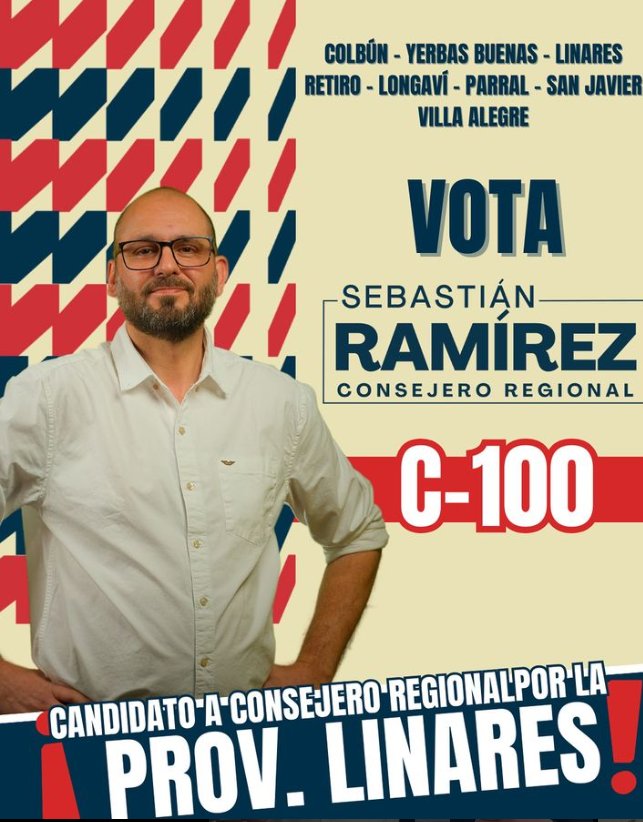 COLBÚN - YERBAS BUENAS - LINARES
RETIRO - LONGAVÍ - PARRAL - SAN JAVIER
VILLA ALEGRE
VOTA
SEBASTIÁN
RAMÍREZ
CONSEJERO REGIONAL
C-100
CANDIDATO A CONSEJERO REGIONALPOR LA
¡PROV. LINARES!